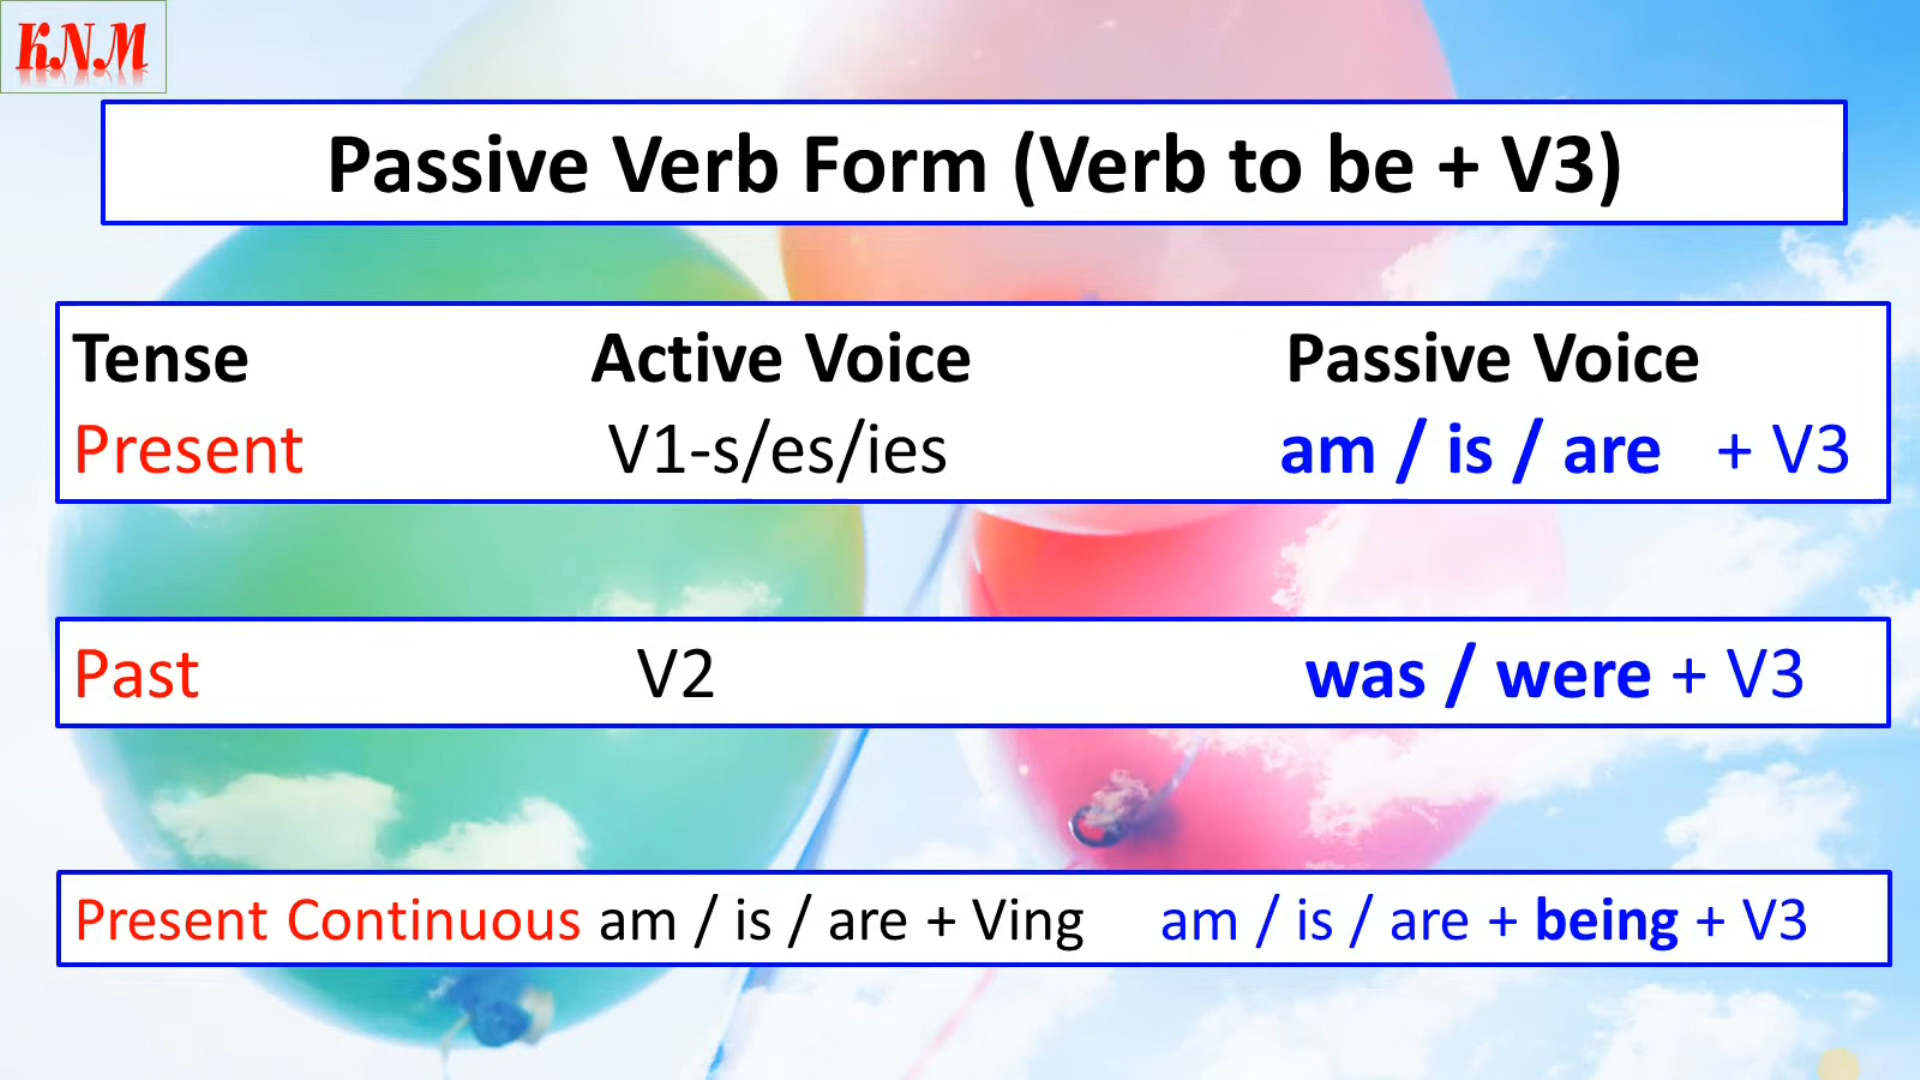 KNM
Passive Verb Form (Verb to be + V3)
Tense Active Voice Passive Voice
Present V1-s/es/ies am / is / are + V3
Past V2 was / were + V3
Present Continuous am / is / are + Ving am / is / are + being + V3